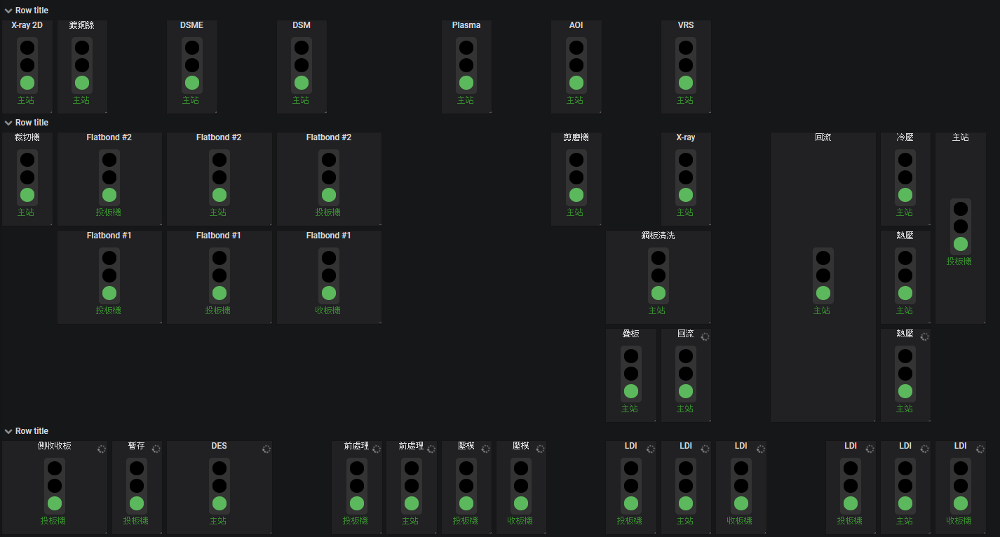 Row title
X-ray 2D
鍍銅線
DSME
DSM
Plasma
AOI
VRS
主站
主站
主站
主站
主站
主站
主站
Row title
裁切機
Flatbond #2
Flatbond #2
Flatbond #2
剪磨機
X-ray
回流
冷壓
主站
主站
投板機
主站
投板機
主站
主站
主站
Flatbond #1
Flatbond #1
Flatbond #1
鋼板清洗
熱壓
投板機
投板機
投板機
收板機
主站
主站
主站
疊板
回流
熱壓
主站
主站
主站
Row title
側收收板
暫存
DES
前處理
前處理
壓模
壓模
LDI
LDI
LDI
LDI
LDI
LDI
投板機
投板機
主站
投板機
主站
投板機
收板機
投板機
主站
收板機
投板機
主站
收板機